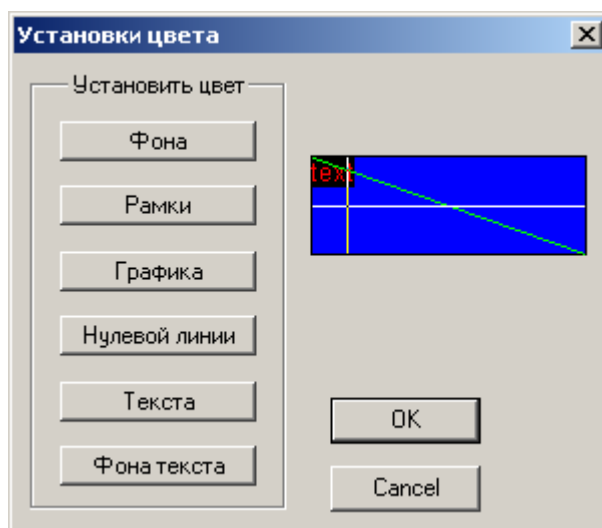 Установки цвета
Установить цвет
Фона
Рамки
Графика
Нулевой линии
Текста
Фона текста
text
OK
Cancel